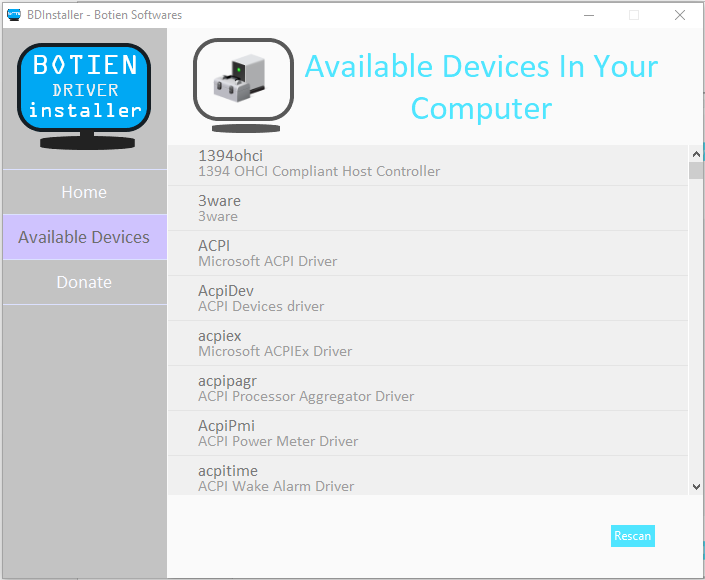 BDInstaller - Botien Softwares
BOTIEN
DRIVER
installer
Home
Available Devices
Donate
Available Devices In Your
Computer
1394ohci
1394 OHCI Compliant Host Controller
3ware
3ware
ACPI
Microsoft ACPI Driver
AcpiDev
ACPI Devices driver
acpiex
Microsoft ACPIEx Driver
acpipagr
ACPI Processor Aggregator Driver
AcpiPmi
ACPI Power Meter Driver
acpitime
ACPI Wake Alarm Driver
Rescan